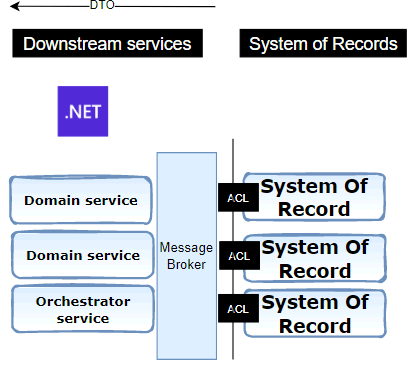 DTO
Downstream services
System of Records
.NET
Domain service
Domain service
Orchestrator
service
Message
Broker
ACL
System Of
Record
ACL
System Of
Record
ACL
System Of
Record